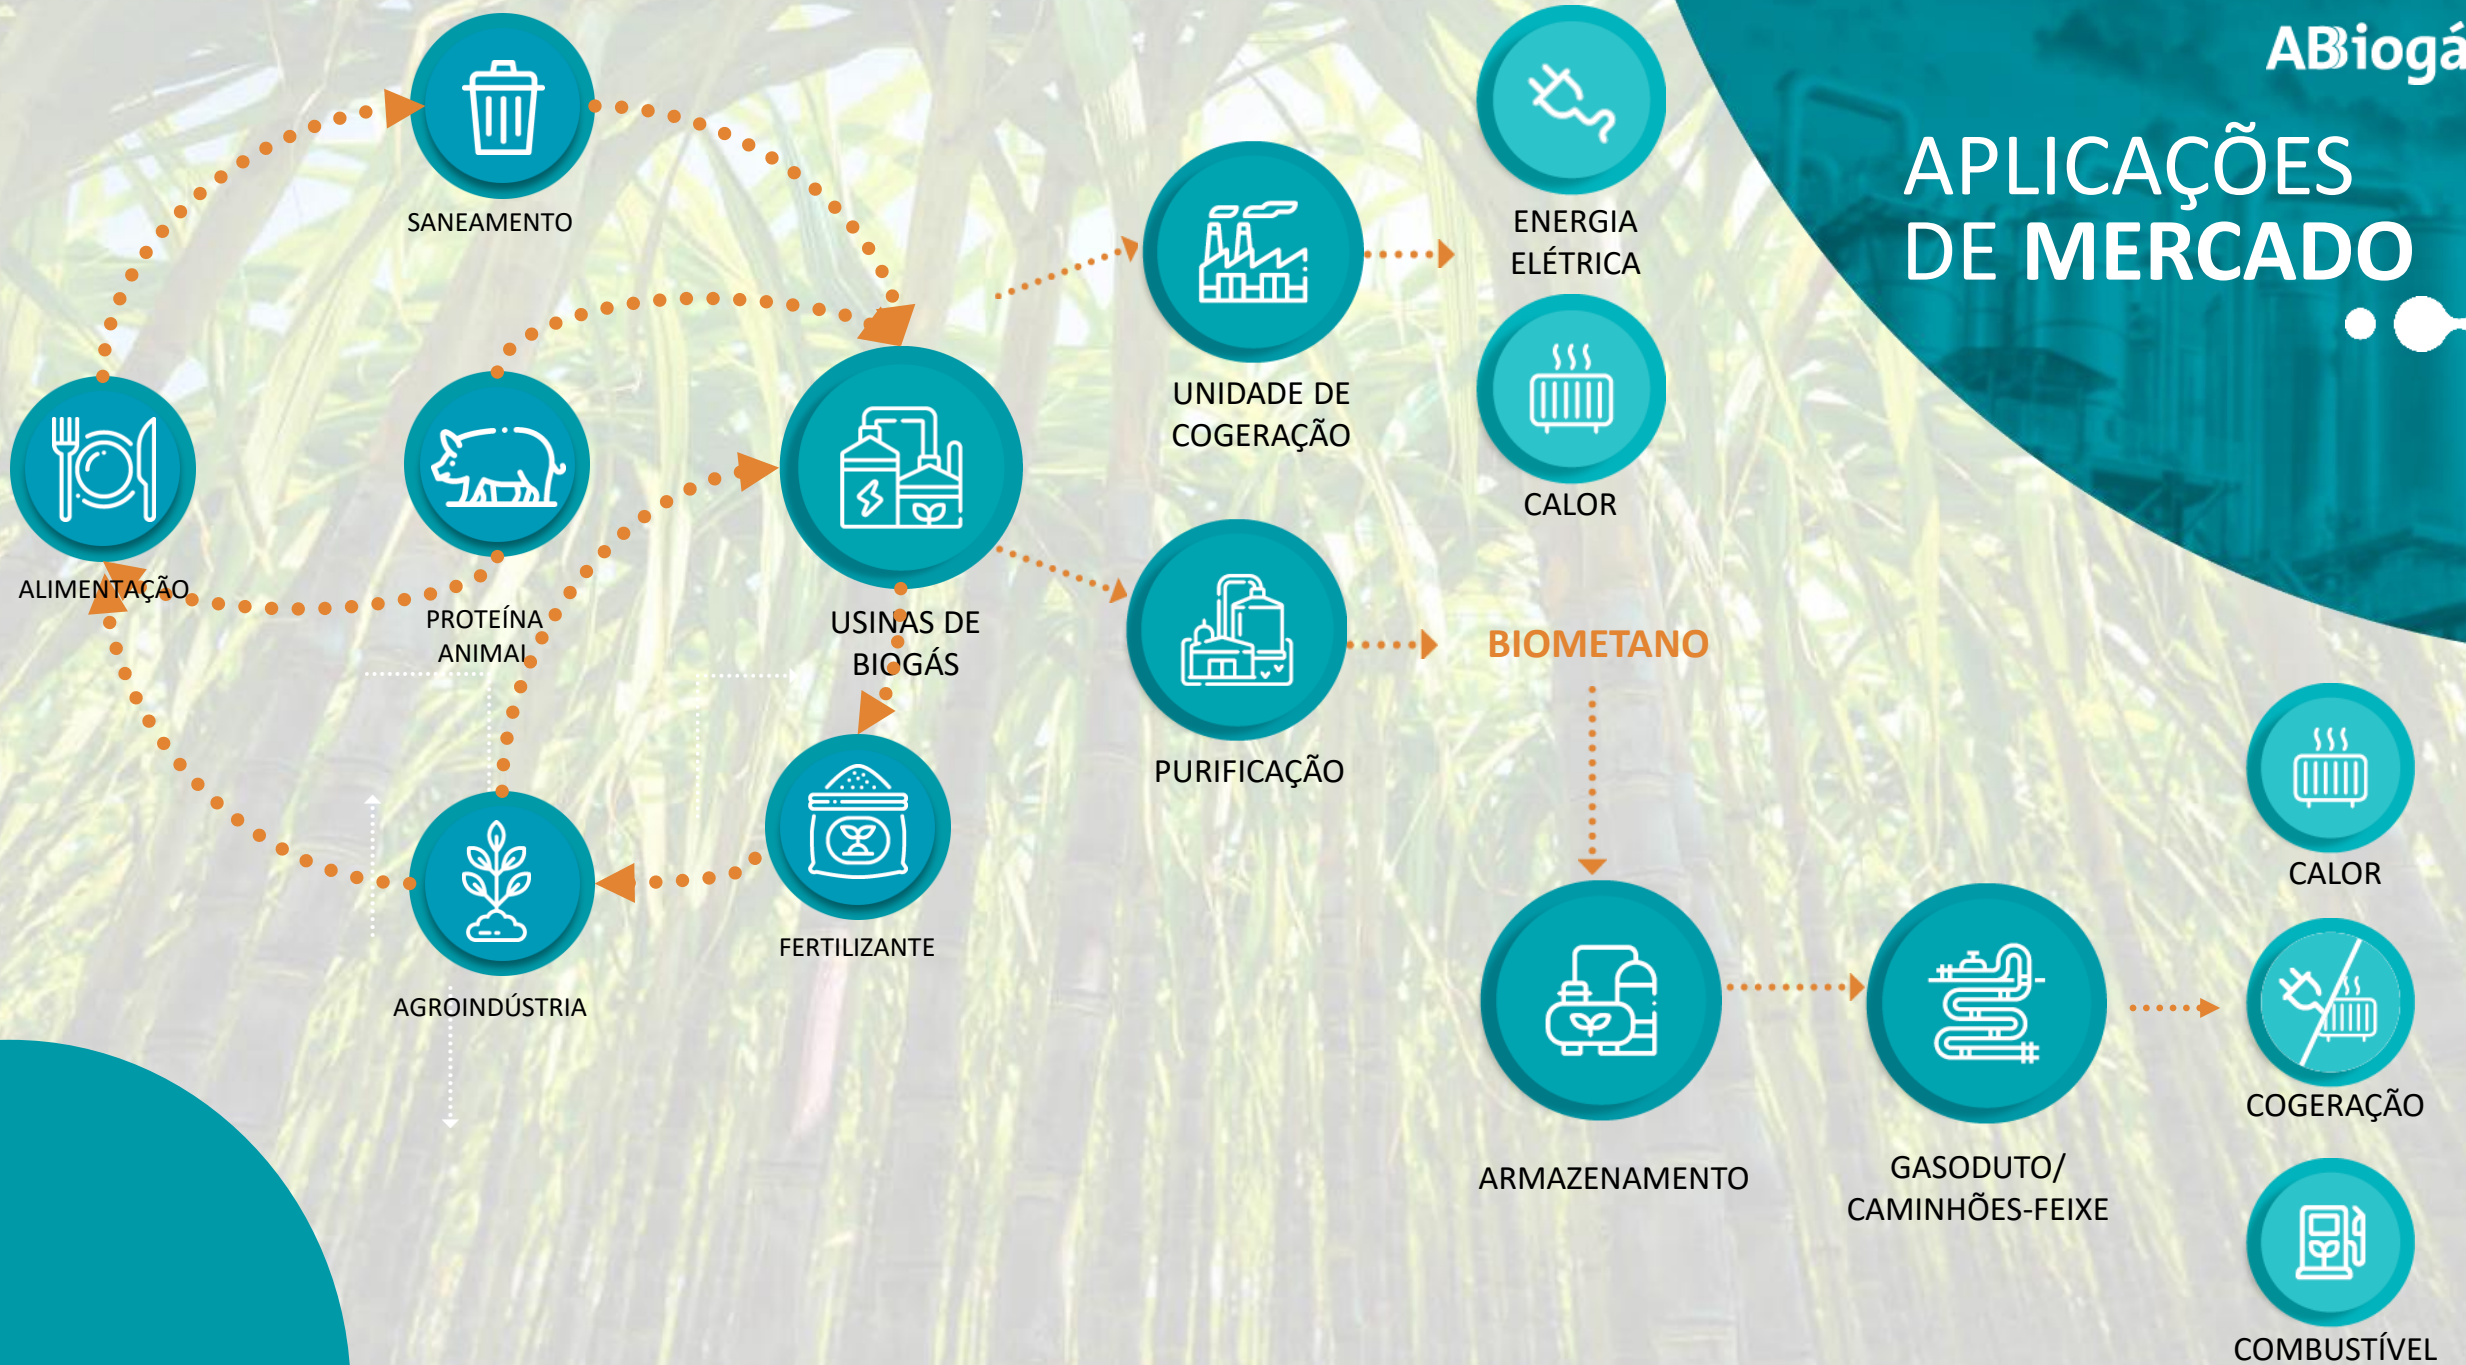 ABiogá
APLICAÇÕES
DE MERCADO
SANEAMENTO
ALIMENTAÇÃO
PROTEÍNA
ANIMAL
USINAS DE
BIOGÁS
FERTILIZANTE
AGROINDÚSTRIA
UNIDADE DE
COGERAÇÃO
ENERGIA
ELÉTRICA
CALOR
PURIFICAÇÃO
BIOMETANO
ARMAZENAMENTO
GASODUTO/
CAMINHÕES-FEIXE
CALOR
COGERAÇÃO
COMBUSTÍVEL